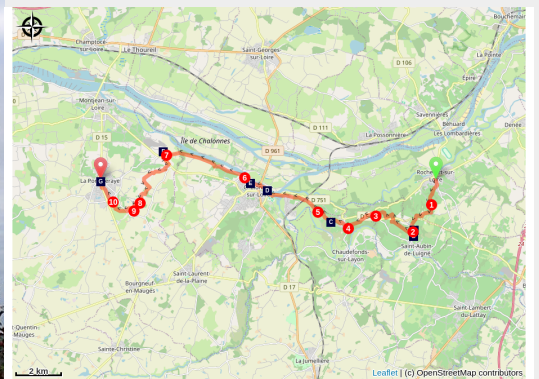 Bouchemaine
Champtocé
-sur-Loire
Le Thoureil
Saint-Georges
sur-Loire
D 106
La Pointe
Épiré
Montjean-sur-
Loire
Savennières
Béhuard
Denée
D 111
Les Lombardières
La Possonnière
D 15
Île de Chalonnes
D 961
7
Rochefort-sur-
Loire
La Pommeraye
G
6
E
D
sur-Lo
D 751
10
8
9
1
5
C
3
4
2
Saint-Aubin-
de-Luigné
Chaudefonds-
sur-Layon
Saint-Laurent-
de-la-Plaine
D 17
Bourgneuf-
en-Mauges
Saint-Lambert-
du-Lattay
t-Quentin-
Mauges
Sainte-Christine
La Jumellière
2 km
Leaflet | (c) OpenStreetMap contributors